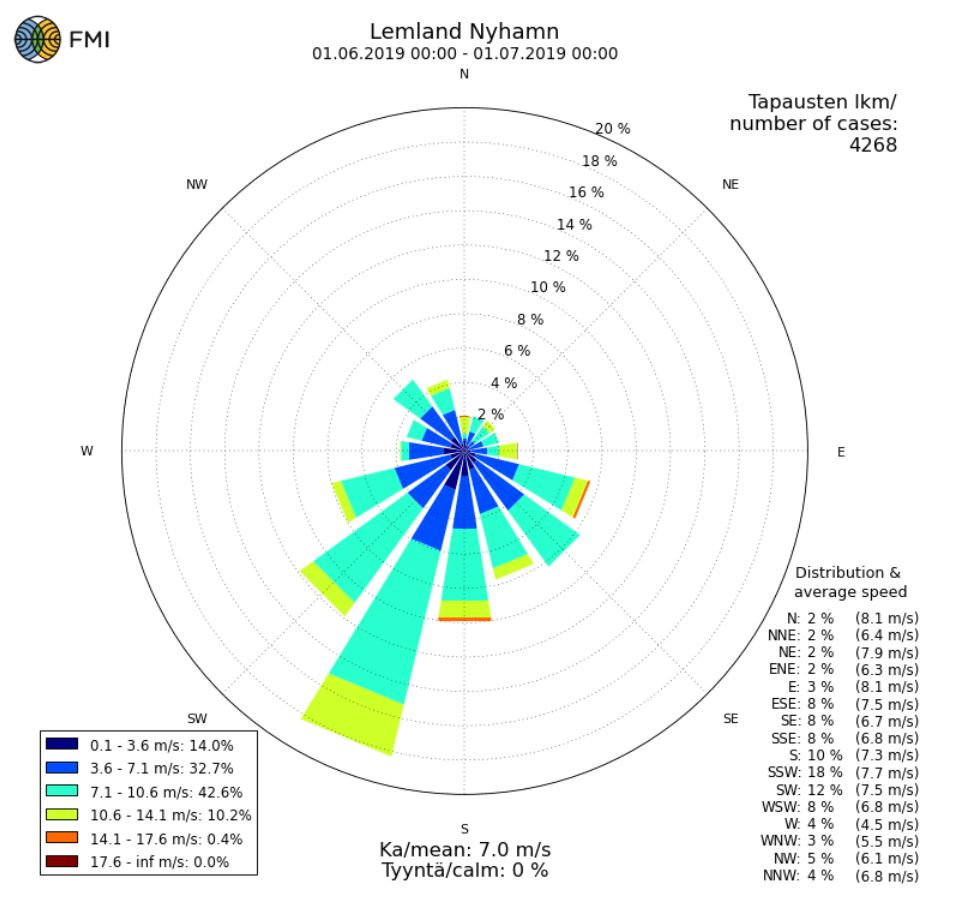 FMI
Lemland Nyhamn
01.06.2019 00:00 - 01.07.2019 00:00
N
Tapausten lkm/
number of cases:
4268
20 %
18 %
16 %
14 %
12 %
10 %
8 %
6 %
4 %
2 %
NW
NE
W
E
SW
SE
S
Distribution &
average speed
N: 2 % (8.1 m/s)
NNE: 2 % (6.4 m/s)
NE: 2 % (7.9 m/s)
ENE: 2 % (6.3 m/s)
E: 3 % (8.1 m/s)
ESE: 8 % (7.5 m/s)
SE: 8 % (6.7 m/s)
SSE: 8 % (6.8 m/s)
S: 10 % (7.3 m/s)
SSW: 18 % (7.7 m/s)
SW: 12 % (7.5 m/s)
WSW: 8 % (6.8 m/s)
W: 4 % (4.5 m/s)
WNW: 3 % (5.5 m/s)
NW: 5 % (6.1 m/s)
NNW: 4 % (6.8 m/s)
0.1 - 3.6 m/s: 14.0%
3.6 - 7.1 m/s: 32.7%
7.1 - 10.6 m/s: 42.6%
10.6 - 14.1 m/s: 10.2%
14.1 - 17.6 m/s: 0.4%
17.6 - inf m/s: 0.0%
Ka/mean: 7.0 m/s
Tyyntä/calm: 0 %